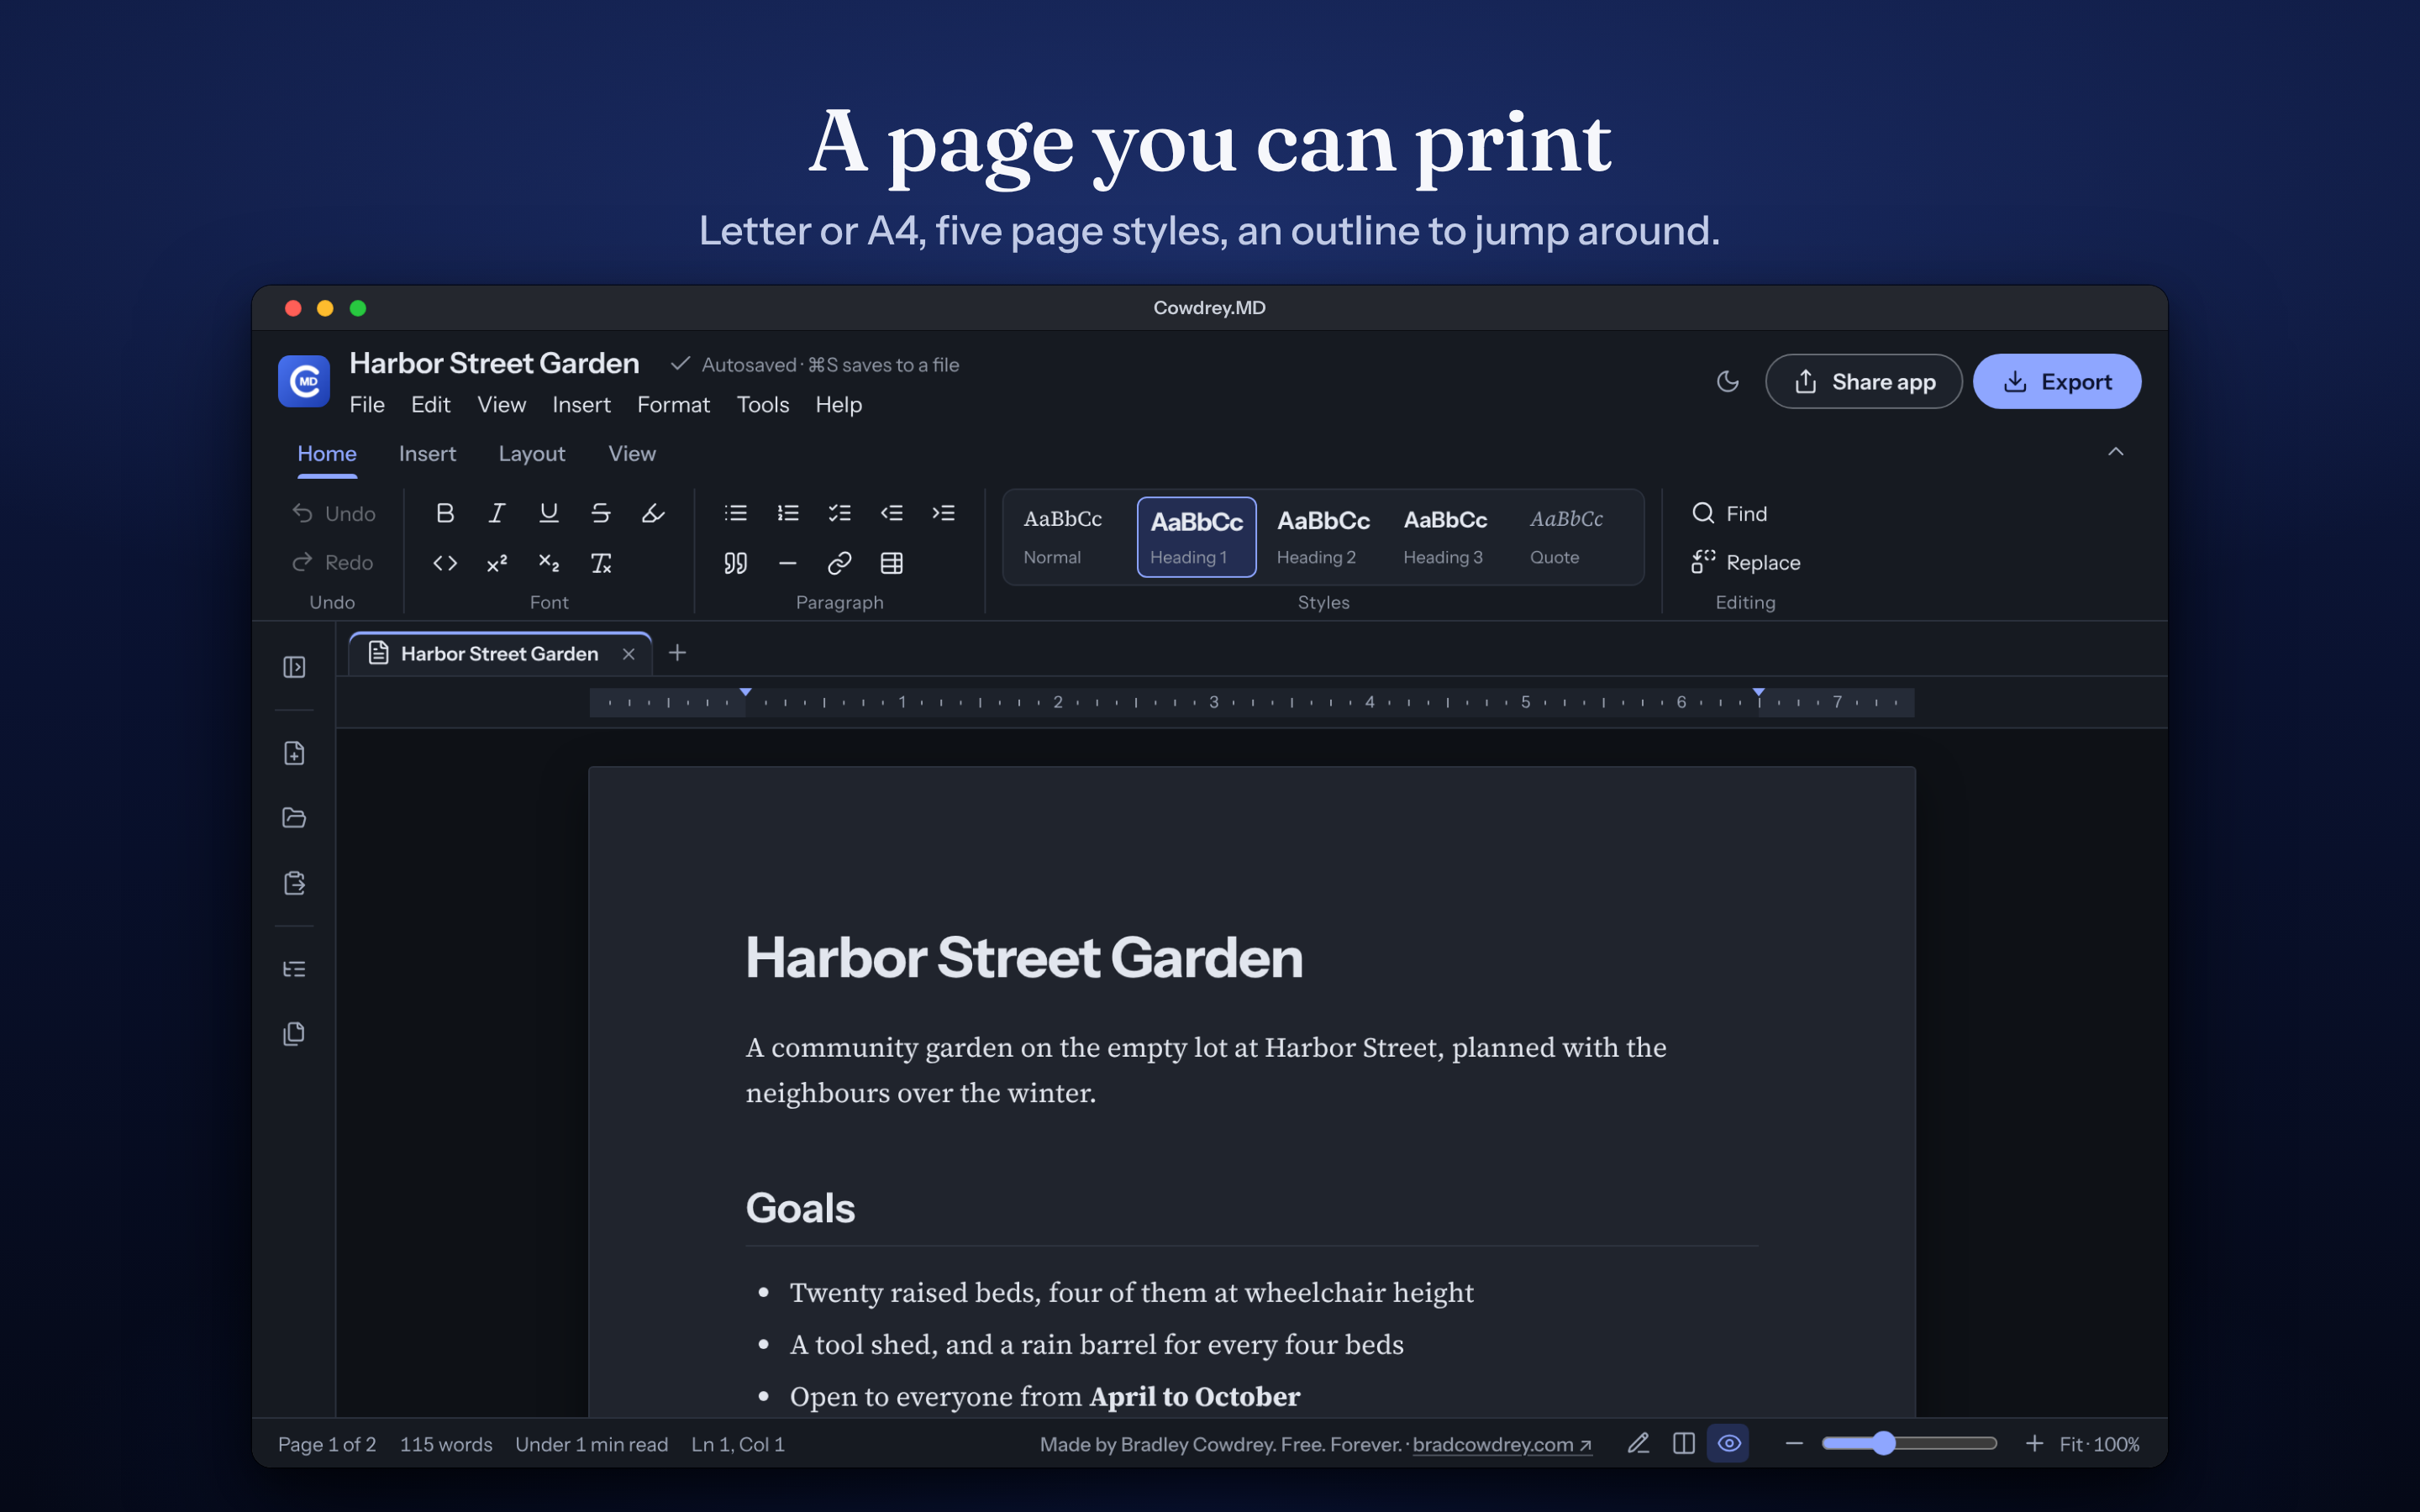 A page you can print
Letter or A4, five page styles, an outline to jump around.
Cowdrey.MD
MD
Harbor Street Garden
Autosaved · ⌘S saves to a file
File Edit View Insert Format Tools Help
Share app
Export
Home Insert Layout View
Undo
Redo
Undo
B I U S
x² x₂ Tx
Font
Paragraph
AaBbCc AaBbCc AaBbCc AaBbCc AaBbCc
Normal Heading 1 Heading 2 Heading 3 Quote
Styles
Find
Replace
Editing
Harbor Street Garden
1 2 3 4 5 6 7
Harbor Street Garden
A community garden on the empty lot at Harbor Street, planned with the
neighbours over the winter.
Goals
• Twenty raised beds, four of them at wheelchair height
• A tool shed, and a rain barrel for every four beds
• Open to everyone from April to October
Page 1 of 2 115 words Under 1 min read Ln 1, Col 1
Made by Bradley Cowdrey. Free. Forever. · bradcowdrey.com ↗
Fit · 100%